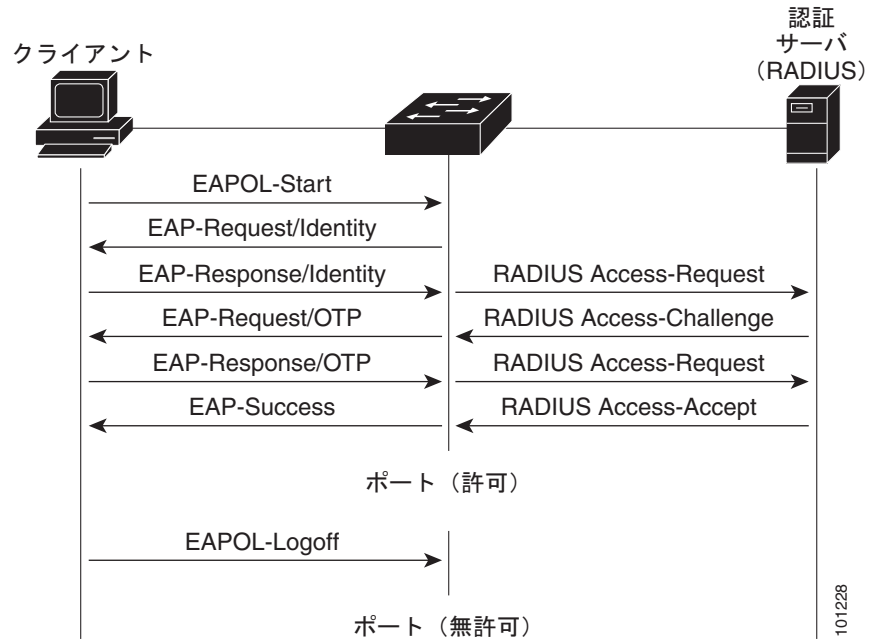 クライアント
認証
サーバ
（RADIUS）
EAPOL-Start
EAP-Request/Identity
EAP-Response/Identity
RADIUS Access-Request
EAP-Request/OTP
RADIUS Access-Challenge
EAP-Response/OTP
RADIUS Access-Request
EAP-Success
RADIUS Access-Accept
ポート（許可）
EAPOL-Logoff
ポート（無許可）
101228